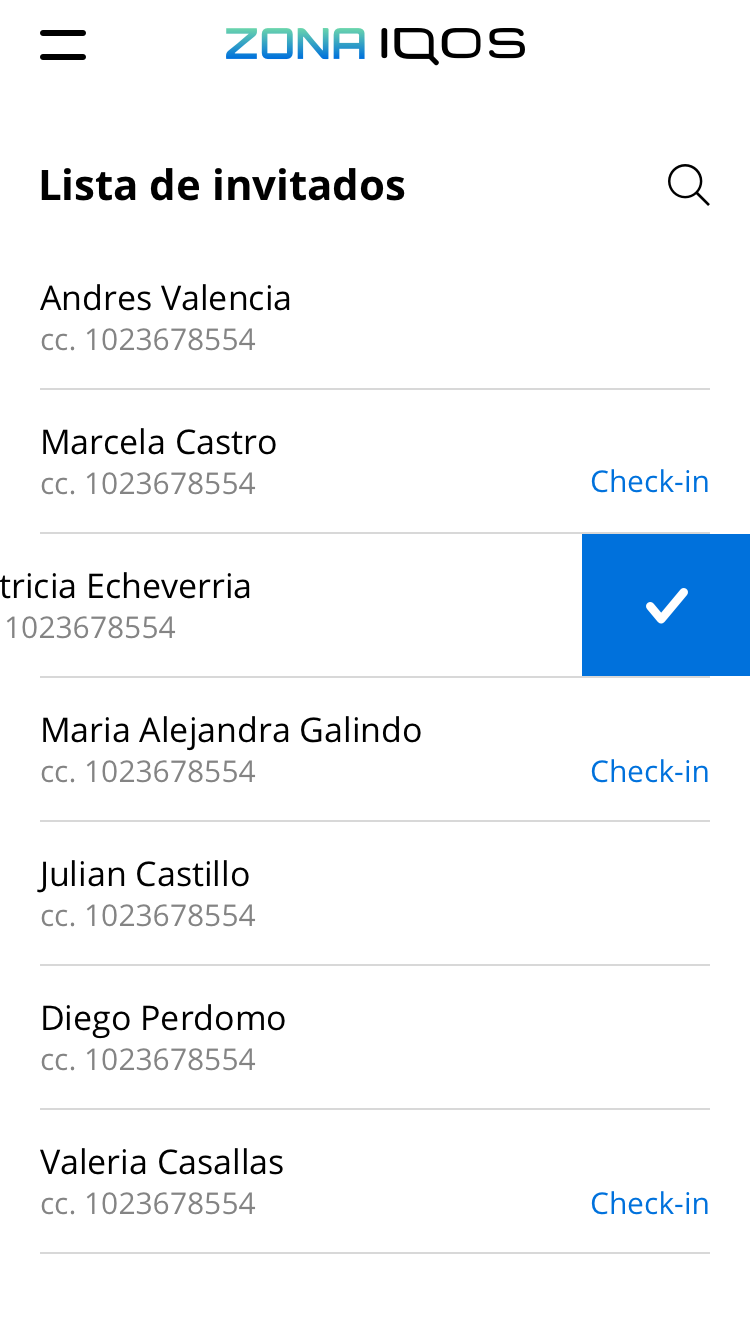 ZONA IQOS
Lista de invitados
Andres Valencia
cc. 1023678554
Marcela Castro
cc. 1023678554
Check-in
tricia Echeverria
1023678554
Maria Alejandra Galindo
cc. 1023678554
Check-in
Julian Castillo
cc. 1023678554
Diego Perdomo
cc. 1023678554
Valeria Casallas
cc. 1023678554
Check-in